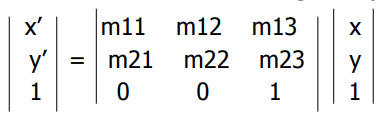 | x′ | | m11 m12 m13 | | x |
| y′ | = | m21 m22 m23 | | y |
| 1 | | 0 0 1 | | 1 |